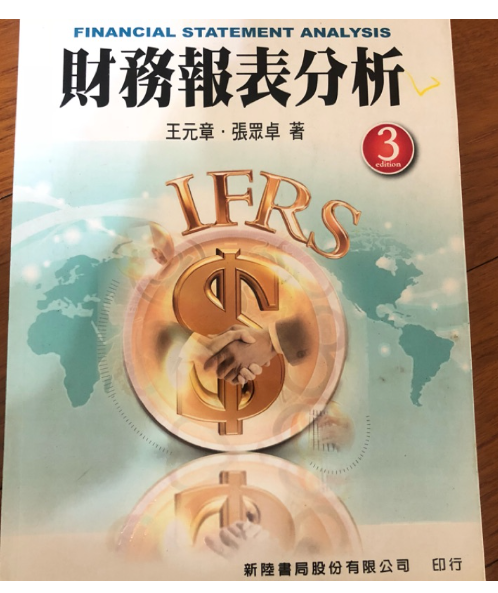 FINANCIAL STATEMENT ANALYSIS
財務報表分析
王元章·張眾卓 著
3
edition
IFRS
新陸書局股份有限公司 印行